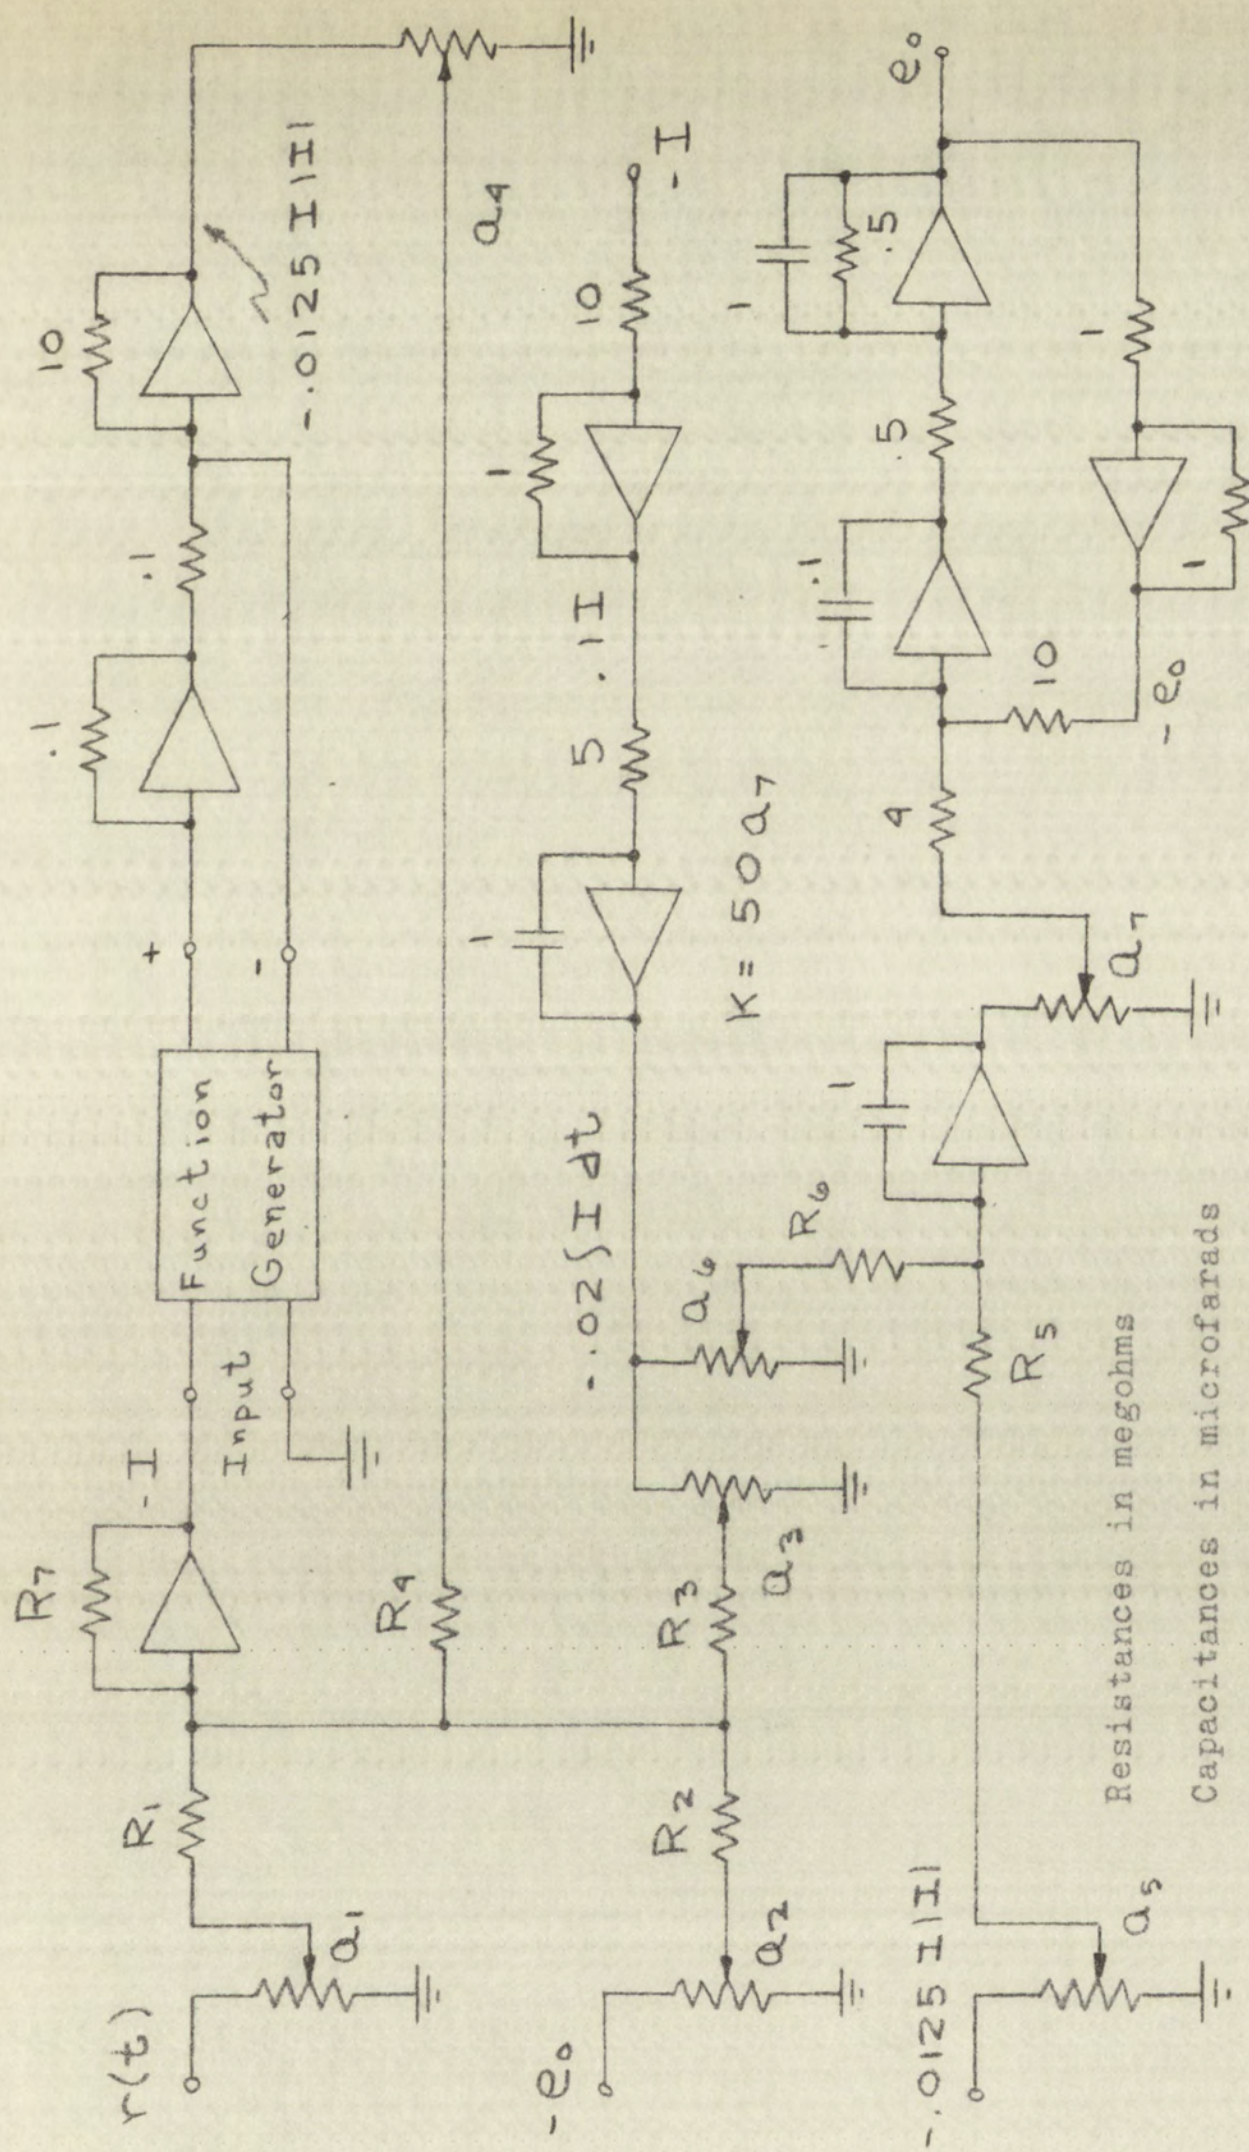 r(t)
a1
R1
R7
- I
Input
Function
Generator
+
-
.1
.1
10
-.0125 I|I|
a4
R4
-e0
a2
R2
R3
a3
-.02∫I dt
1
5
.1I
1
10
-I
K = 50 a7
-.0125 I|I|
a5
R5
a6
R6
1
a7
4
.1
.5
1
.5
e0
10
-e0
1
1
Resistances in megohms
Capacitances in microfarads